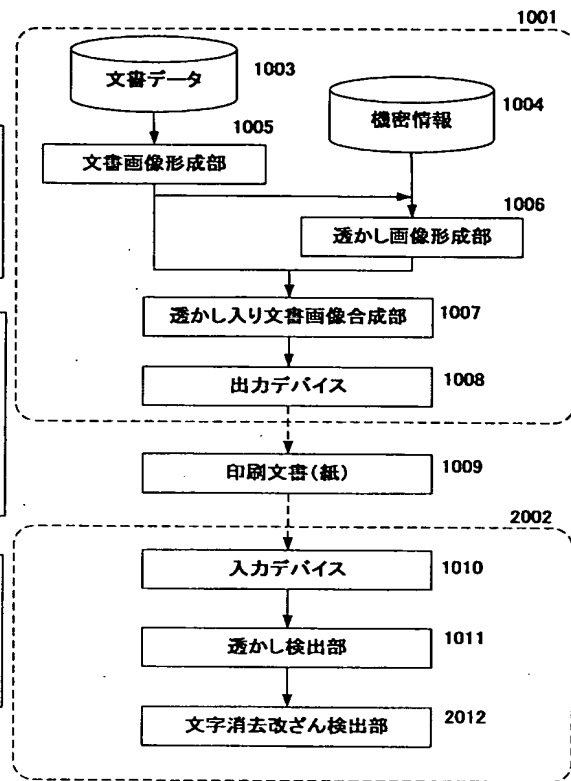 1001
文書データ
1003
機密情報
1004
1005
文書画像形成部
1006
透かし画像形成部
透かし入り文書画像合成部
1007
出力デバイス
1008
印刷文書(紙)
1009
2002
入力デバイス
1010
透かし検出部
1011
文字消去改ざん検出部
2012